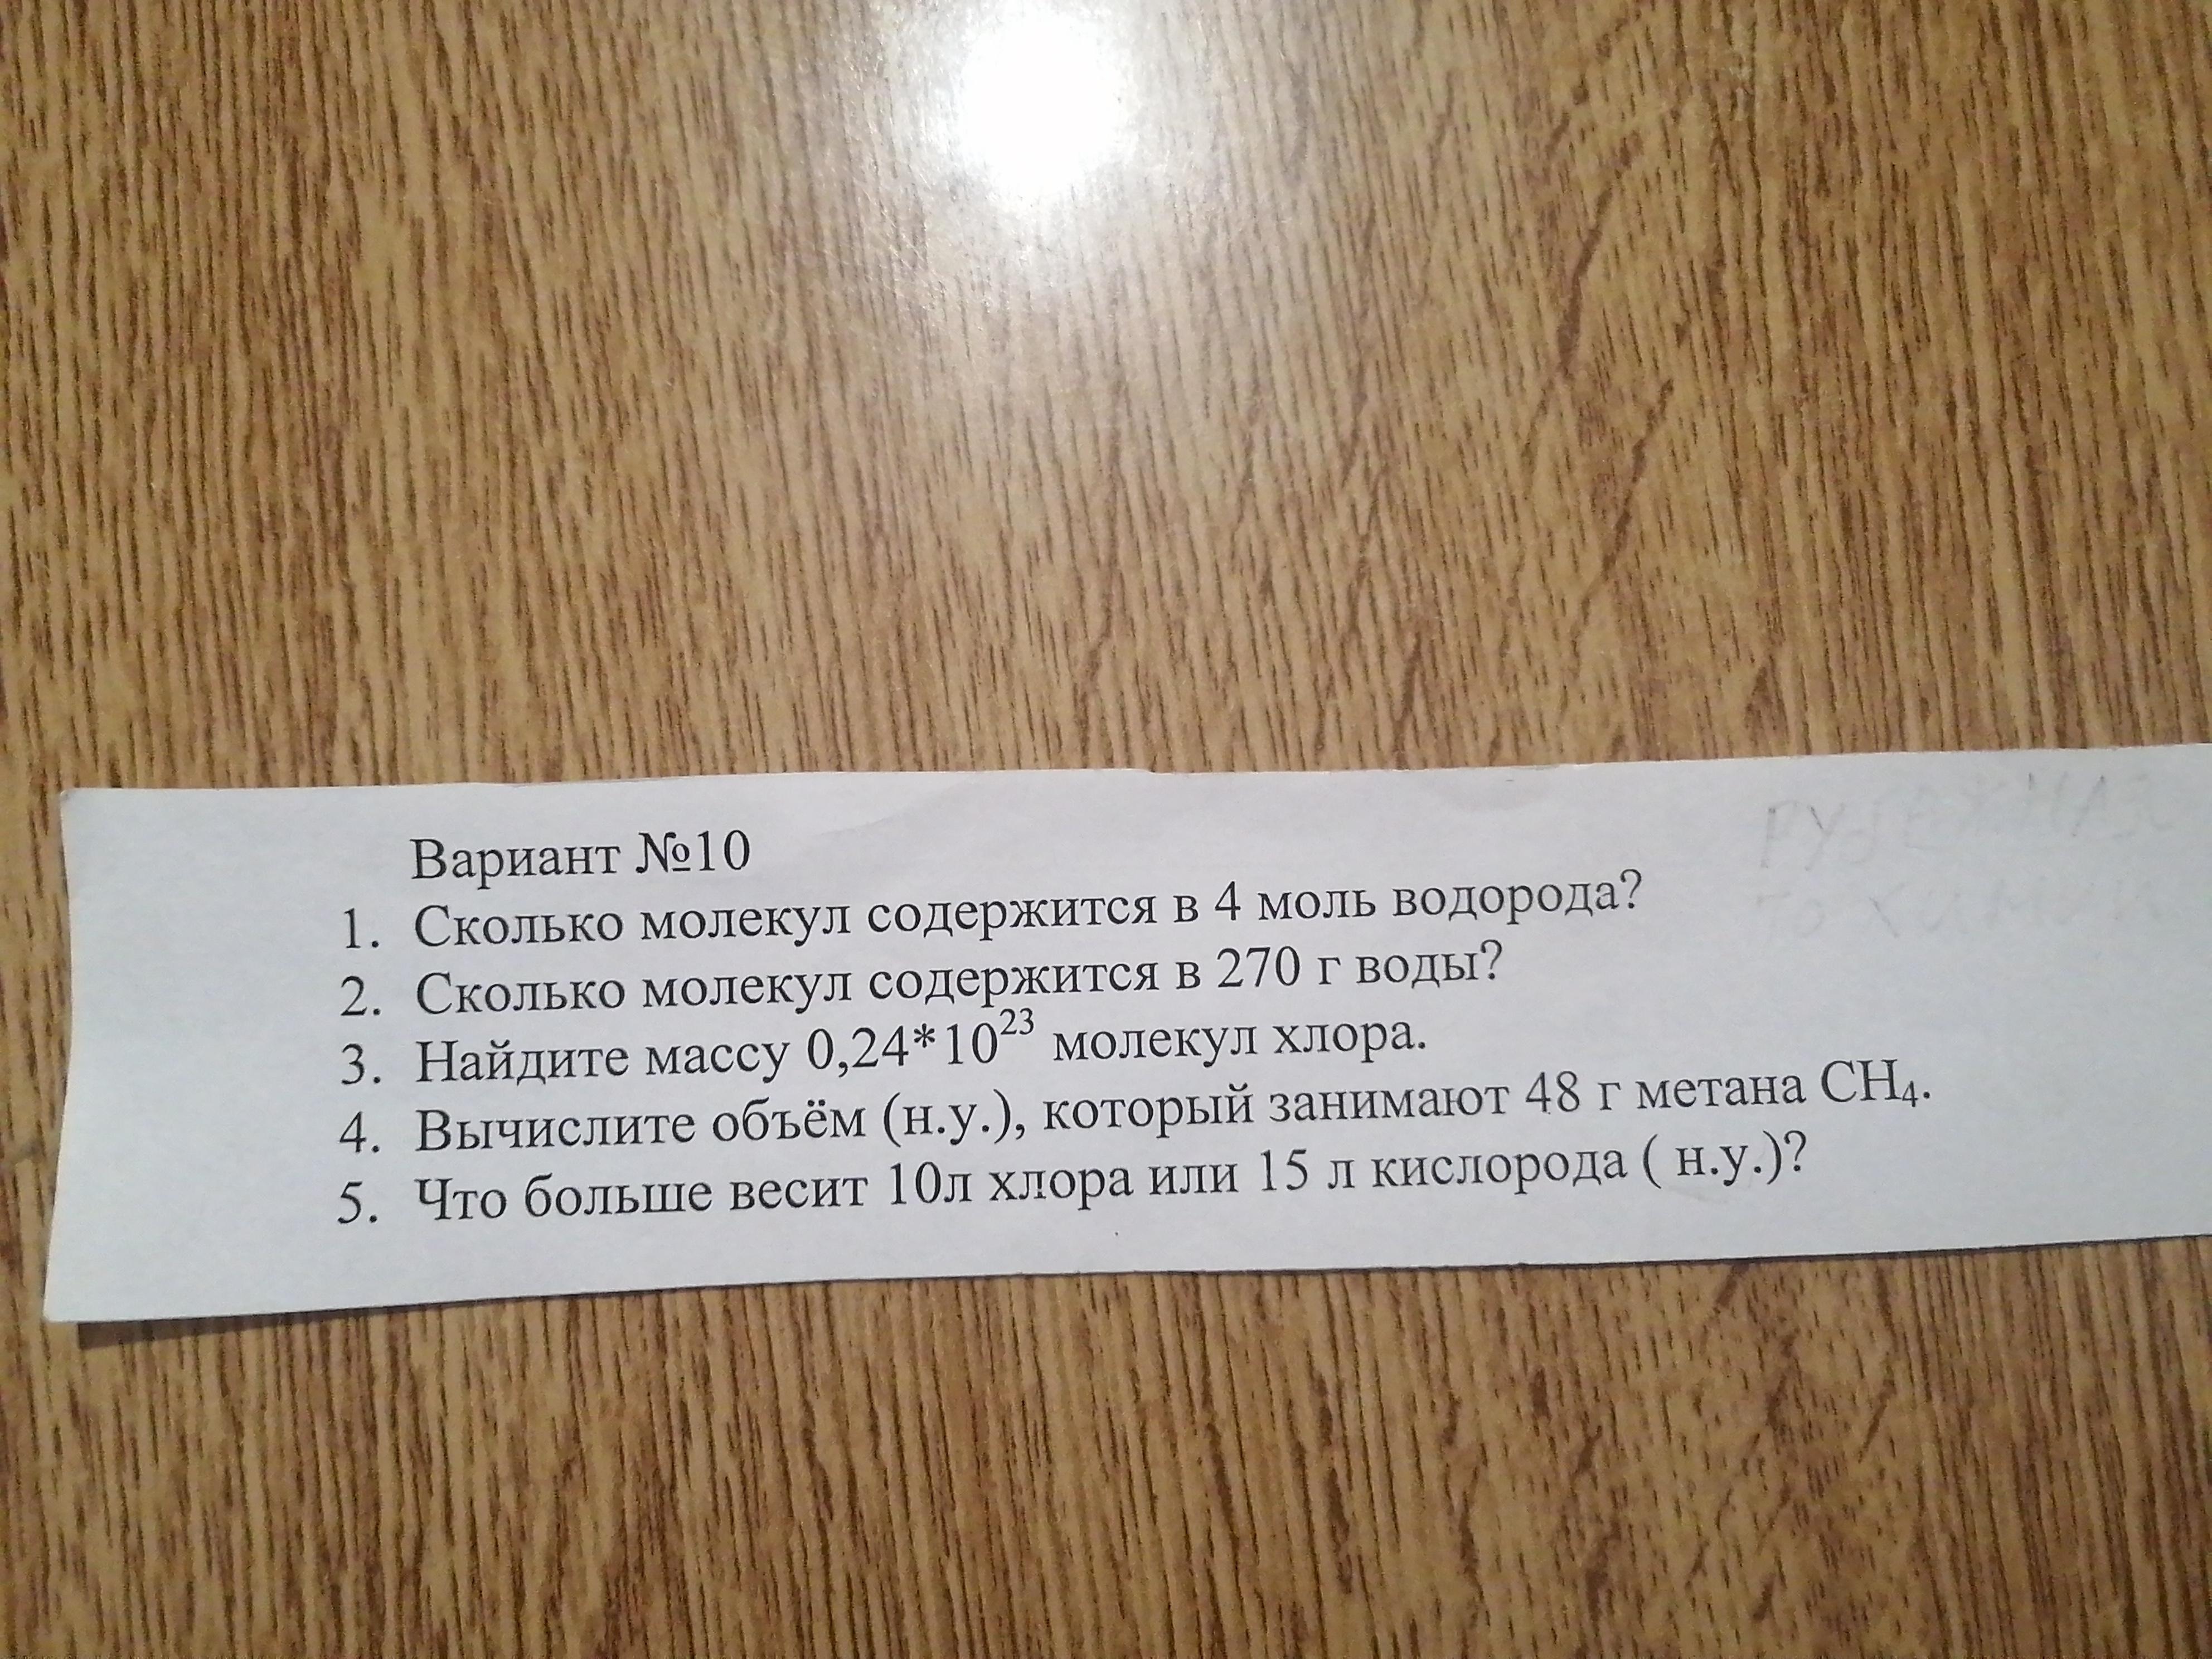 Вариант №10
1. Сколько молекул содержится в 4 моль водорода?
2. Сколько молекул содержится в 270 г воды?
3. Найдите массу 0,24*10²³ молекул хлора.
4. Вычислите объём (н.у.), который занимают 48 г метана CH₄.
5. Что больше весит 10л хлора или 15 л кислорода ( н.у.)?